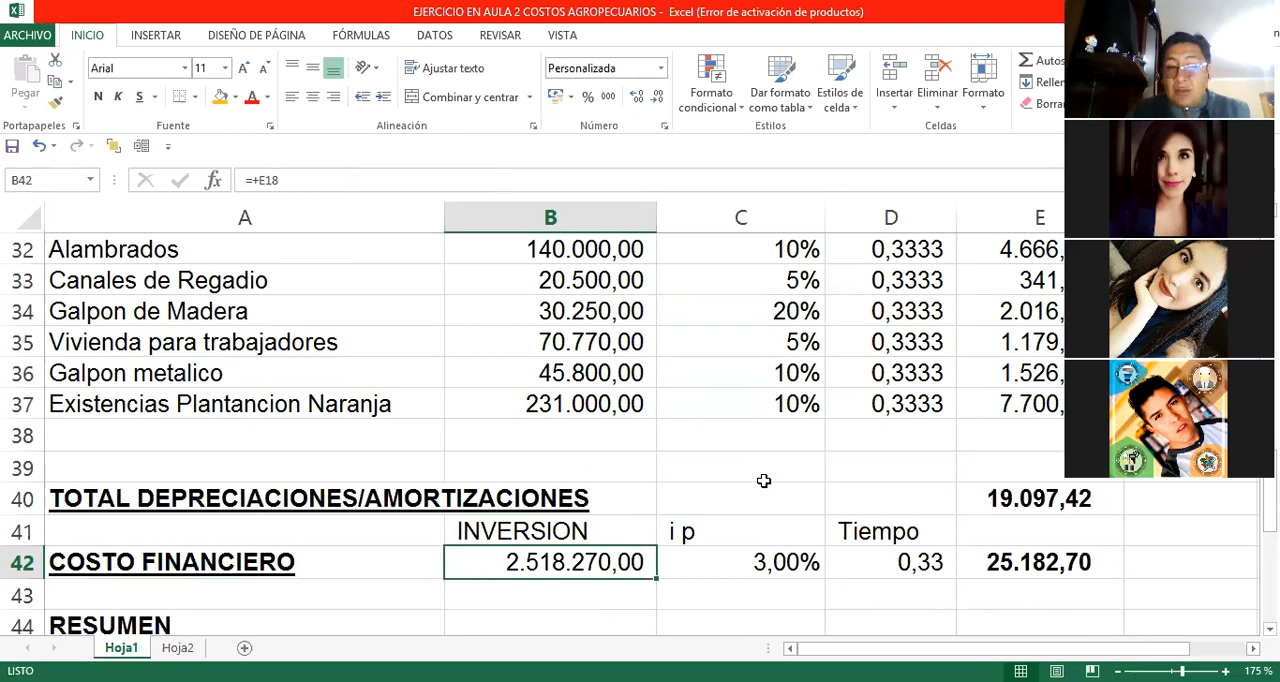 EJERCICIO EN AULA 2 COSTOS AGROPECUARIOS - Excel (Error de activación de productos)
ARCHIVO INICIO INSERTAR DISEÑO DE PÁGINA FÓRMULAS DATOS REVISAR VISTA
Pegar
Arial 11
N K S
Ajustar texto
Combinar y centrar
Personalizada
% 000
Formato condicional
Dar formato como tabla
Estilos de celda
Insertar Eliminar Formato
Autos
Rellen
Borra
Portapapeles Fuente Alineación Número Estilos Celdas
B42 fx =+E18
A B C D E
32 Alambrados 140.000,00 10% 0,3333 4.666,
33 Canales de Regadio 20.500,00 5% 0,3333 341,
34 Galpon de Madera 30.250,00 20% 0,3333 2.016,
35 Vivienda para trabajadores 70.770,00 5% 0,3333 1.179,
36 Galpon metalico 45.800,00 10% 0,3333 1.526,
37 Existencias Plantancion Naranja 231.000,00 10% 0,3333 7.700,
38
39
40 TOTAL DEPRECIACIONES/AMORTIZACIONES 19.097,42
41 INVERSION i p Tiempo
42 COSTO FINANCIERO 2.518.270,00 3,00% 0,33 25.182,70
43
44 RESUMEN
Hoja1 Hoja2
LISTO 175 %